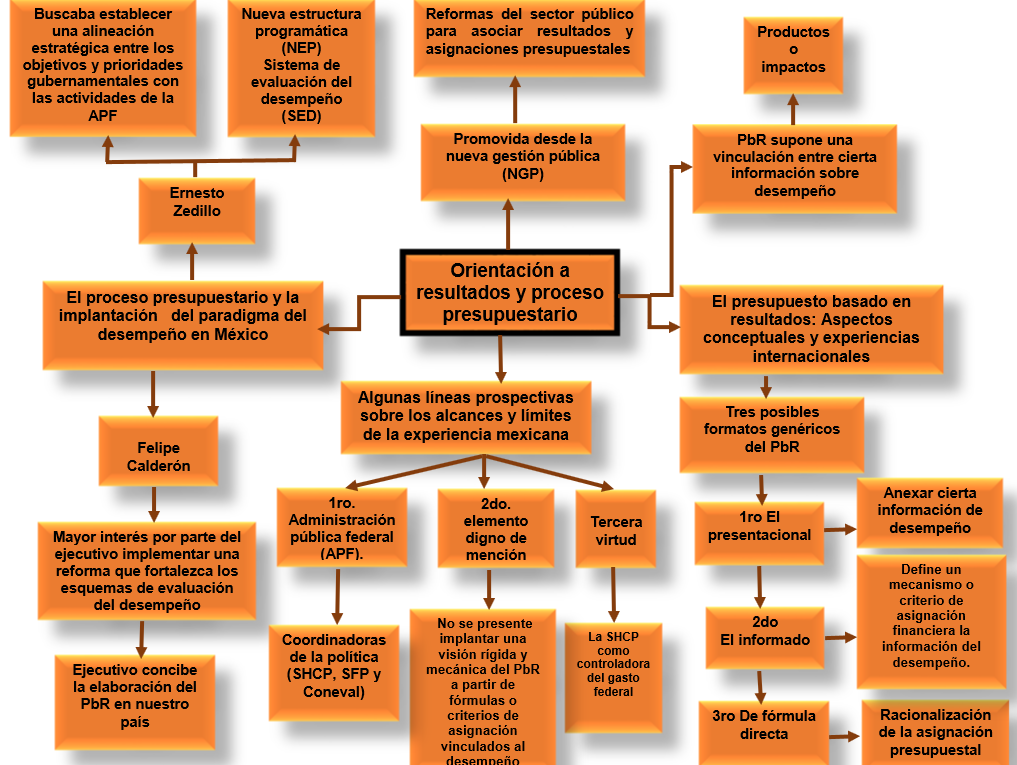 Buscaba establecer
una alineación
estratégica entre los
objetivos y prioridades
gubernamentales con
las actividades de la
APF
Nueva estructura
programática
(NEP)
Sistema de
evaluación del
desempeño
(SED)
Reformas del sector público
para asociar resultados y
asignaciones presupuestales
Productos
o
impactos
Promovida desde la
nueva gestión pública
(NGP)
PbR supone una
vinculación entre cierta
información sobre
desempeño
Ernesto
Zedillo
Orientación a
resultados y proceso
presupuestario
El proceso presupuestario y la
implantación del paradigma del
desempeño en México
El presupuesto basado en
resultados: Aspectos
conceptuales y experiencias
internacionales
Algunas líneas prospectivas
sobre los alcances y límites
de la experiencia mexicana
Tres posibles
formatos genéricos
del PbR
Felipe
Calderón
1ro.
Administración
pública federal
(APF).
2do.
elemento
digno de
mención
Tercera
virtud
1ro El
presentacional
Anexar cierta
información de
desempeño
Mayor interés por parte del
ejecutivo implementar una
reforma que fortalezca los
esquemas de evaluación
del desempeño
Define un
mecanismo o
criterio de
asignación
financiera la
información del
desempeño.
2do
El informado
Coordinadoras
de la política
(SHCP, SFP y
Coneval)
No se presente
implantar una
visión rígida y
mecánica del PbR
a partir de
fórmulas o
criterios de
asignación
vinculados al
desempeño
La SHCP
como
controladora
del gasto
federal
Ejecutivo concibe
la elaboración del
PbR en nuestro
país
3ro De fórmula
directa
Racionalización
de la asignación
presupuestal